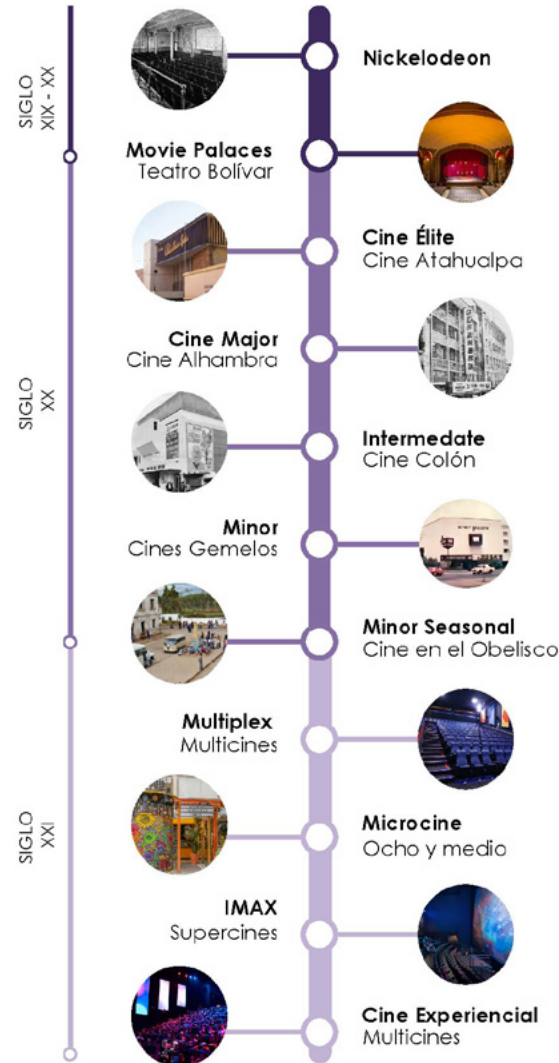 SIGLO
XIX - XX
Nickelodeon
Movie Palaces
Teatro Bolívar
Cine Élite
Cine Atahualpa
SIGLO
XX
Cine Major
Cine Alhambra
Intermedate
Cine Colón
Minor
Cines Gemelos
Minor Seasonal
Cine en el Obelisco
SIGLO
XXI
Multiplex
Multicines
Microcine
Ocho y medio
IMAX
Supercines
Cine Experiencial
Multicines